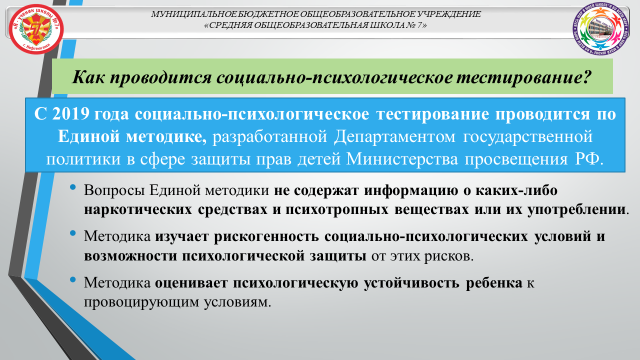 МУНИЦИПАЛЬНОЕ БЮДЖЕТНОЕ ОБЩЕОБРАЗОВАТЕЛЬНОЕ УЧРЕЖДЕНИЕ
«СРЕДНЯЯ ОБЩЕОБРАЗОВАТЕЛЬНАЯ ШКОЛА № 7»
Как проводится социально-психологическое тестирование?
С 2019 года социально-психологическое тестирование проводится по
Единой методике, разработанной Департаментом государственной
политики в сфере защиты прав детей Министерства просвещения РФ.
• Вопросы Единой методики не содержат информацию о каких-либо
наркотических средствах и психотропных веществах или их употреблении.
• Методика изучает рискогенность социально-психологических условий и
возможности психологической защиты от этих рисков.
• Методика оценивает психологическую устойчивость ребенка к
провоцирующим условиям.